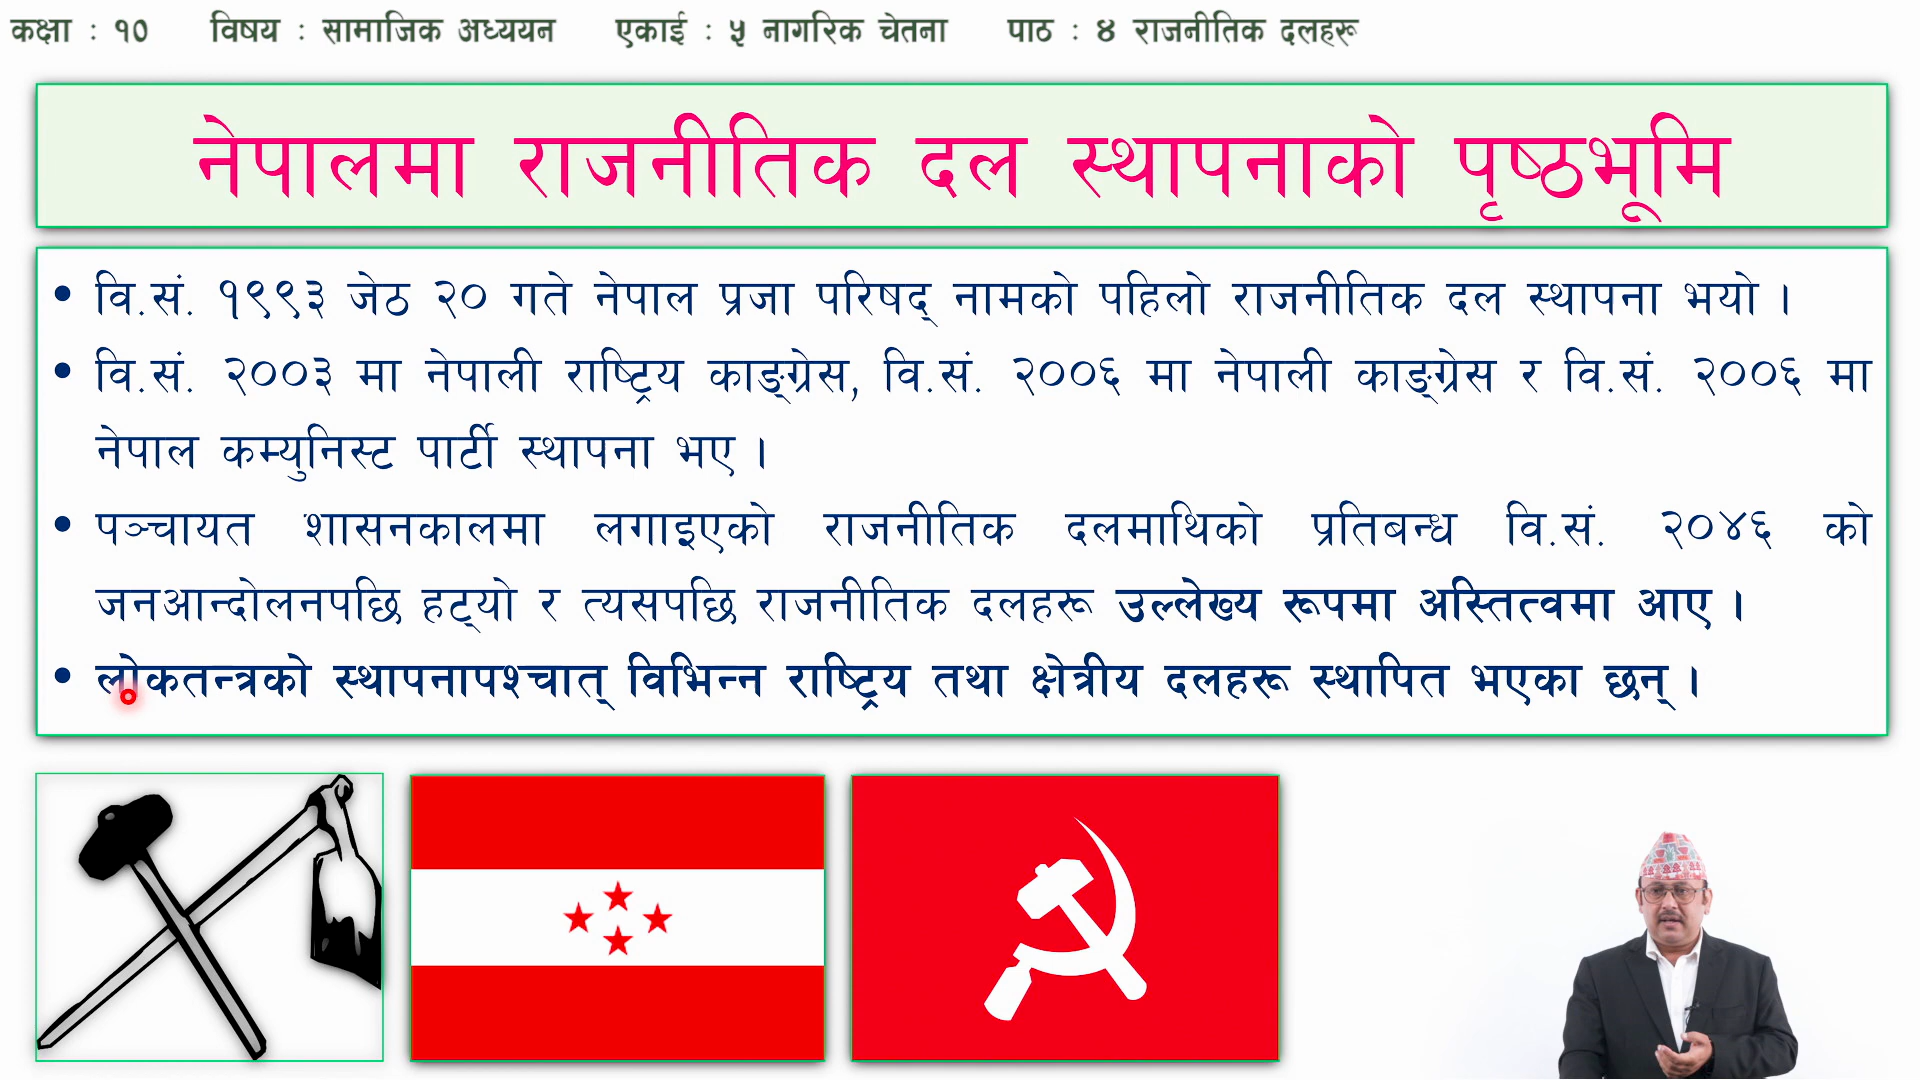 कक्षा : १० विषय : सामाजिक अध्ययन एकाई : ५ नागरिक चेतना पाठ : ४ राजनीतिक दलहरू
नेपालमा राजनीतिक दल स्थापनाको पृष्ठभूमि
• वि.सं. १९९३ जेठ २० गते नेपाल प्रजा परिषद् नामको पहिलो राजनीतिक दल स्थापना भयो ।
• वि.सं. २००३ मा नेपाली राष्ट्रिय काङ्ग्रेस, वि.सं. २००६ मा नेपाली काङ्ग्रेस र वि.सं. २००६ मा
नेपाल कम्युनिस्ट पार्टी स्थापना भए ।
• पञ्चायत शासनकालमा लगाइएको राजनीतिक दलमाथिको प्रतिबन्ध वि.सं. २०४६ को
जनआन्दोलनपछि हट्यो र त्यसपछि राजनीतिक दलहरू उल्लेख्य रूपमा अस्तित्वमा आए ।
• लोकतन्त्रको स्थापनापश्चात् विभिन्न राष्ट्रिय तथा क्षेत्रीय दलहरू स्थापित भएका छन् ।